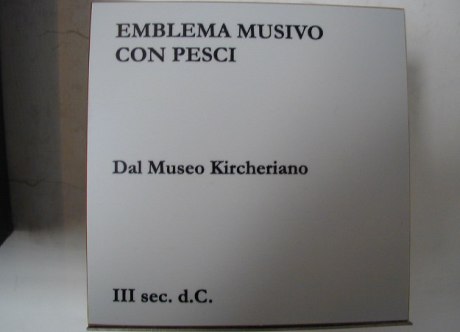 EMBLEMA MUSIVO
CON PESCI
Dal Museo Kircheriano
III sec. d.C.